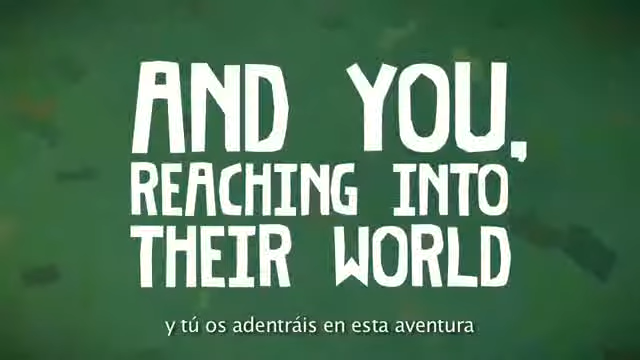 AND YOU,
REACHING INTO
THEIR WORLD
y tú os adentráis en esta aventura